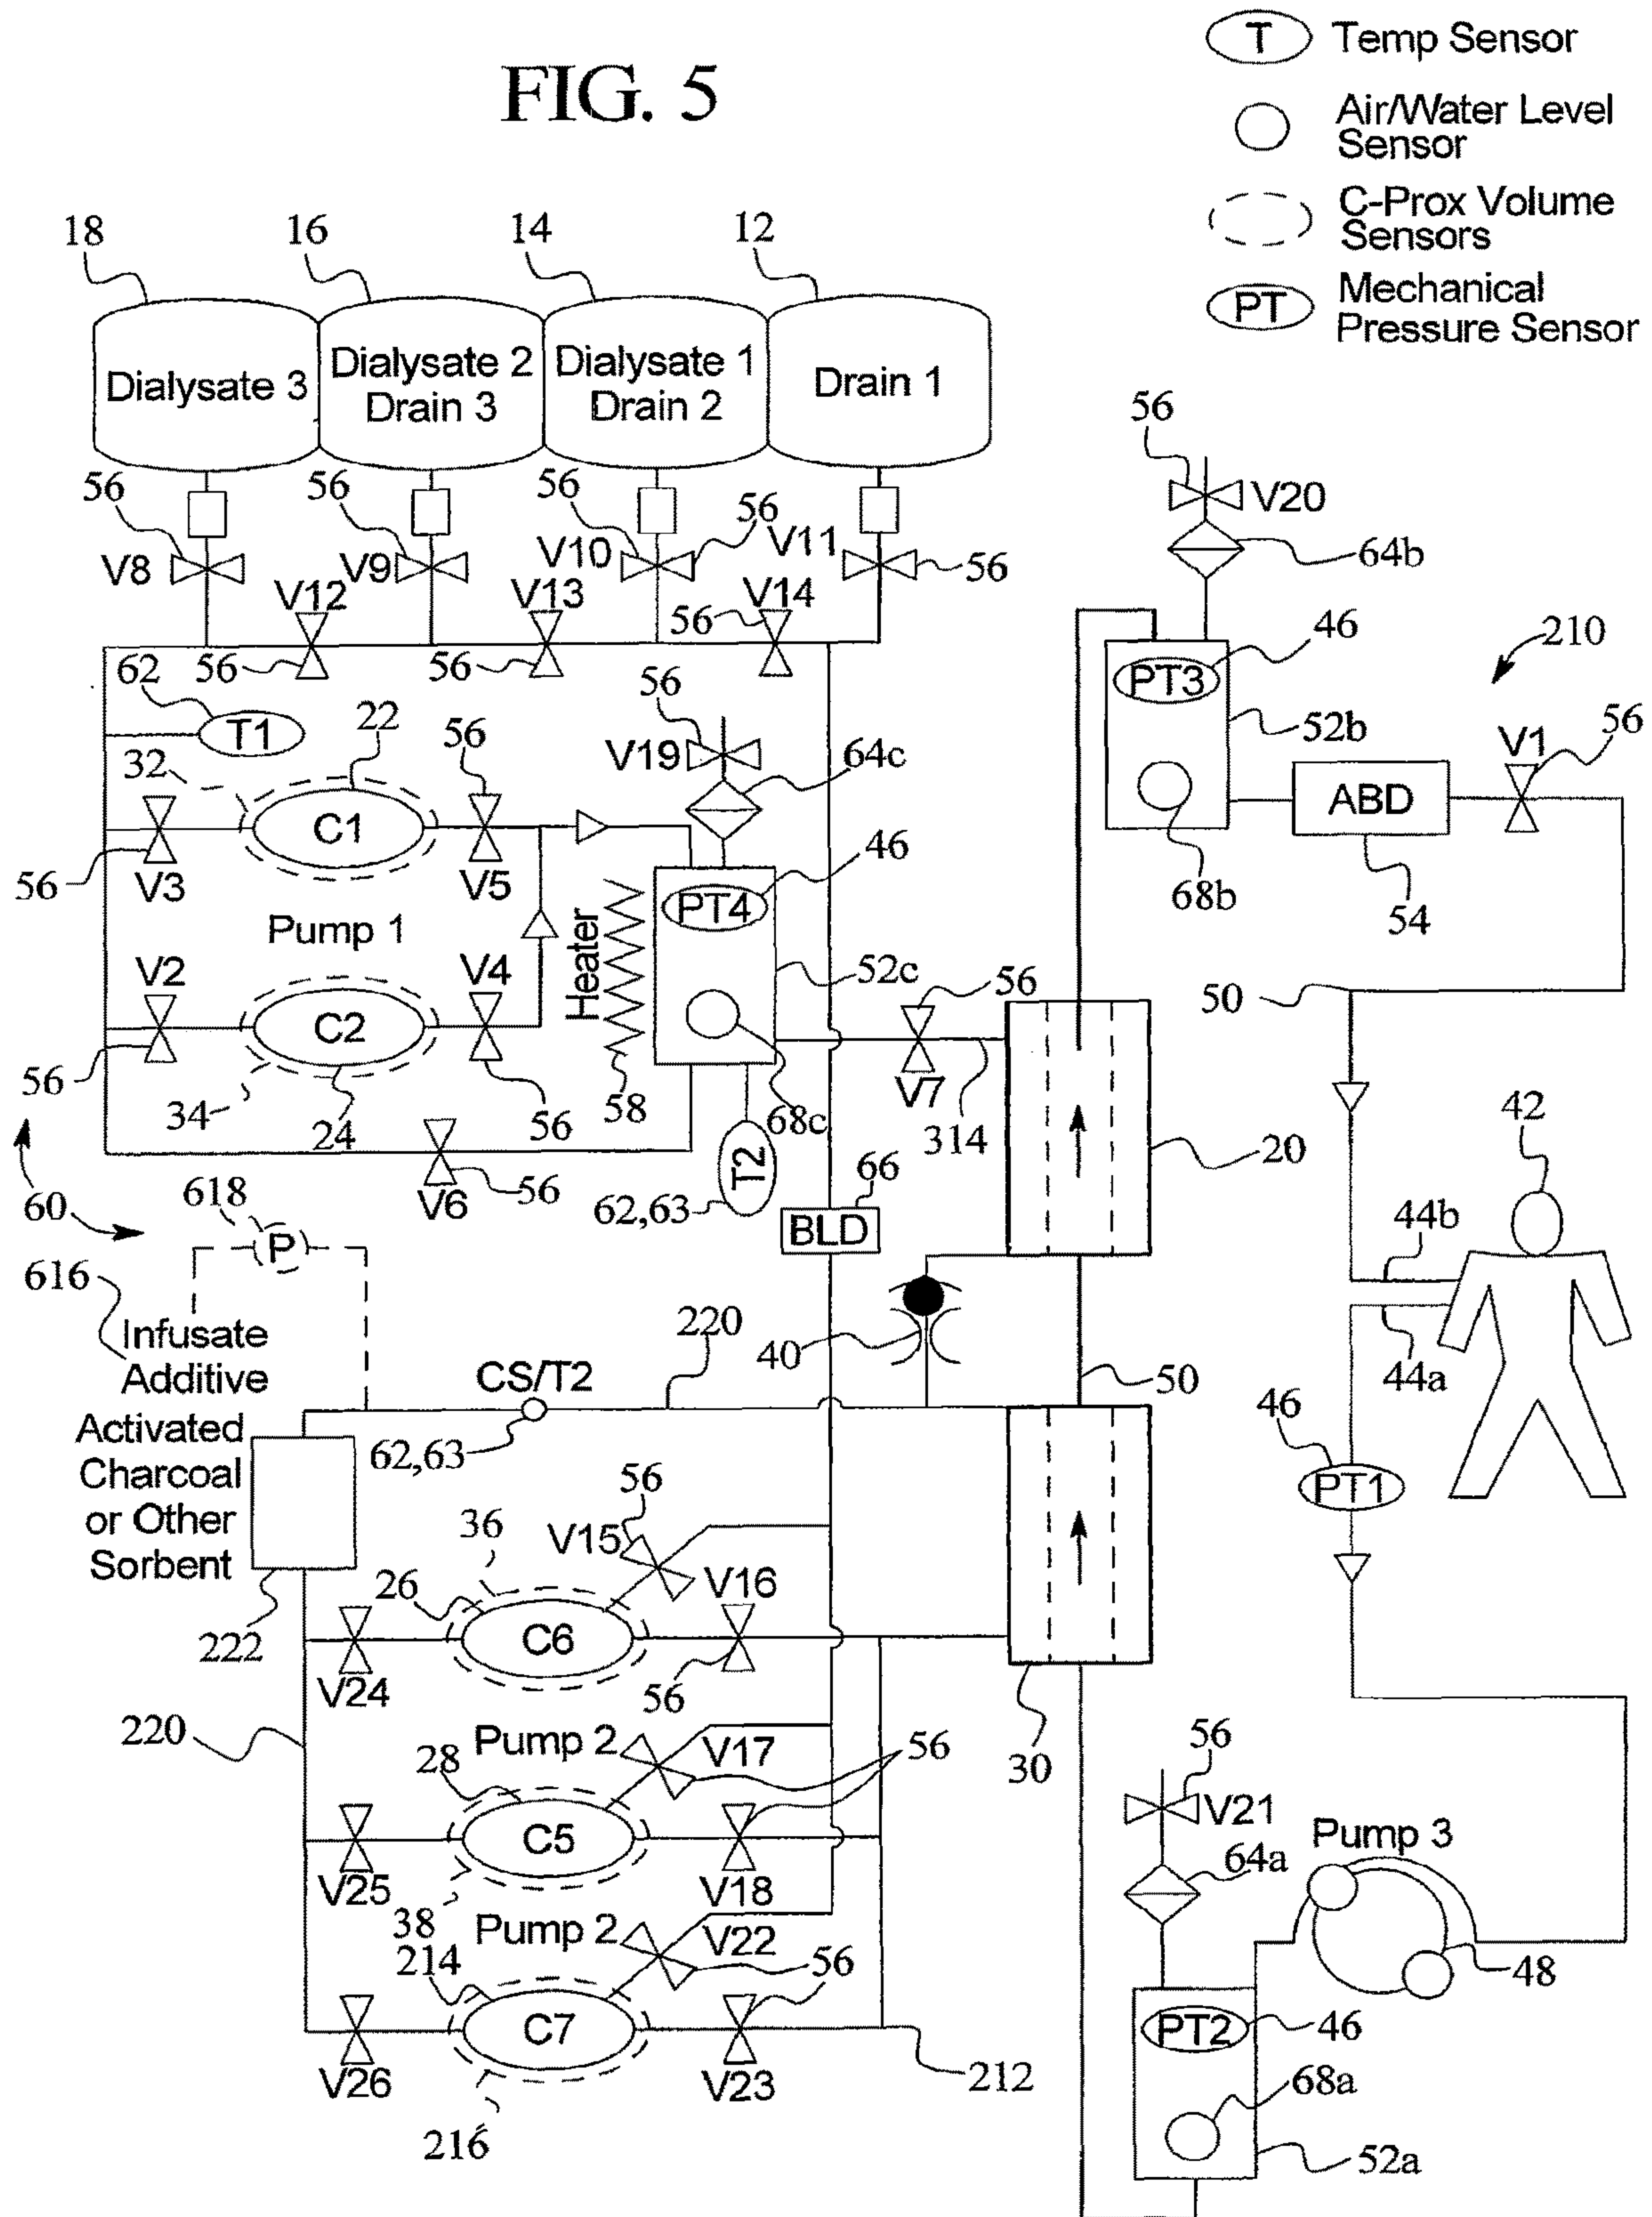 FIG. 5
T Temp Sensor
Air/Water Level
Sensor
C-Prox Volume
Sensors
PT Mechanical
Pressure Sensor
18 16 14 12
Dialysate 3
Dialysate 2
Drain 3
Dialysate 1
Drain 2
Drain 1
56 56 56 56
V8 V9 V10 V11 56
V12 V13 V14
56 56 56
56
V20
64b
46
210
PT3
52b
V1 56
ABD
68b
54
62
T1
22
32
56
56
V19
64c
C1
V3
V5
56
46
PT4
Pump 1
Heater
V2
V4
52c
56
C2
56
34
24
56
58
68c
V7
314
50
20
42
V6
56
T2
62,63
66
BLD
60
618
P
616
Infusate
Additive
220
40
50
44b
44a
CS/T2
62,63
Activated
Charcoal
or Other
Sorbent
222
46
PT1
56
36
V15
V16
26
C6
V24
56
30
220
Pump 2
V17
56
28
C5
V25
V18
38
56
V21
64a
Pump 3
48
Pump 2
V22
56
214
C7
V26
V23
212
216
PT2
46
68a
52a